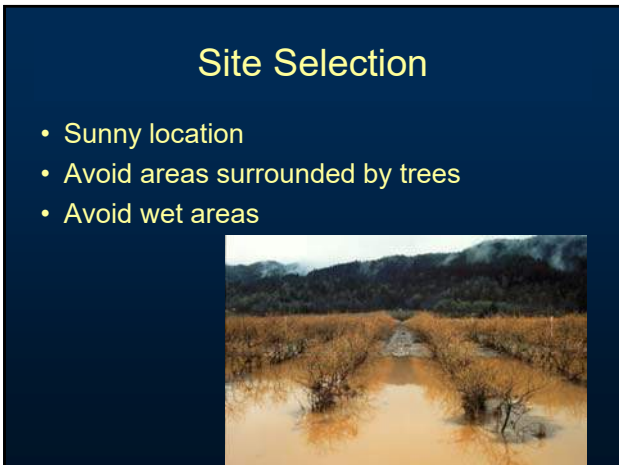 Site Selection
• Sunny location
• Avoid areas surrounded by trees
• Avoid wet areas